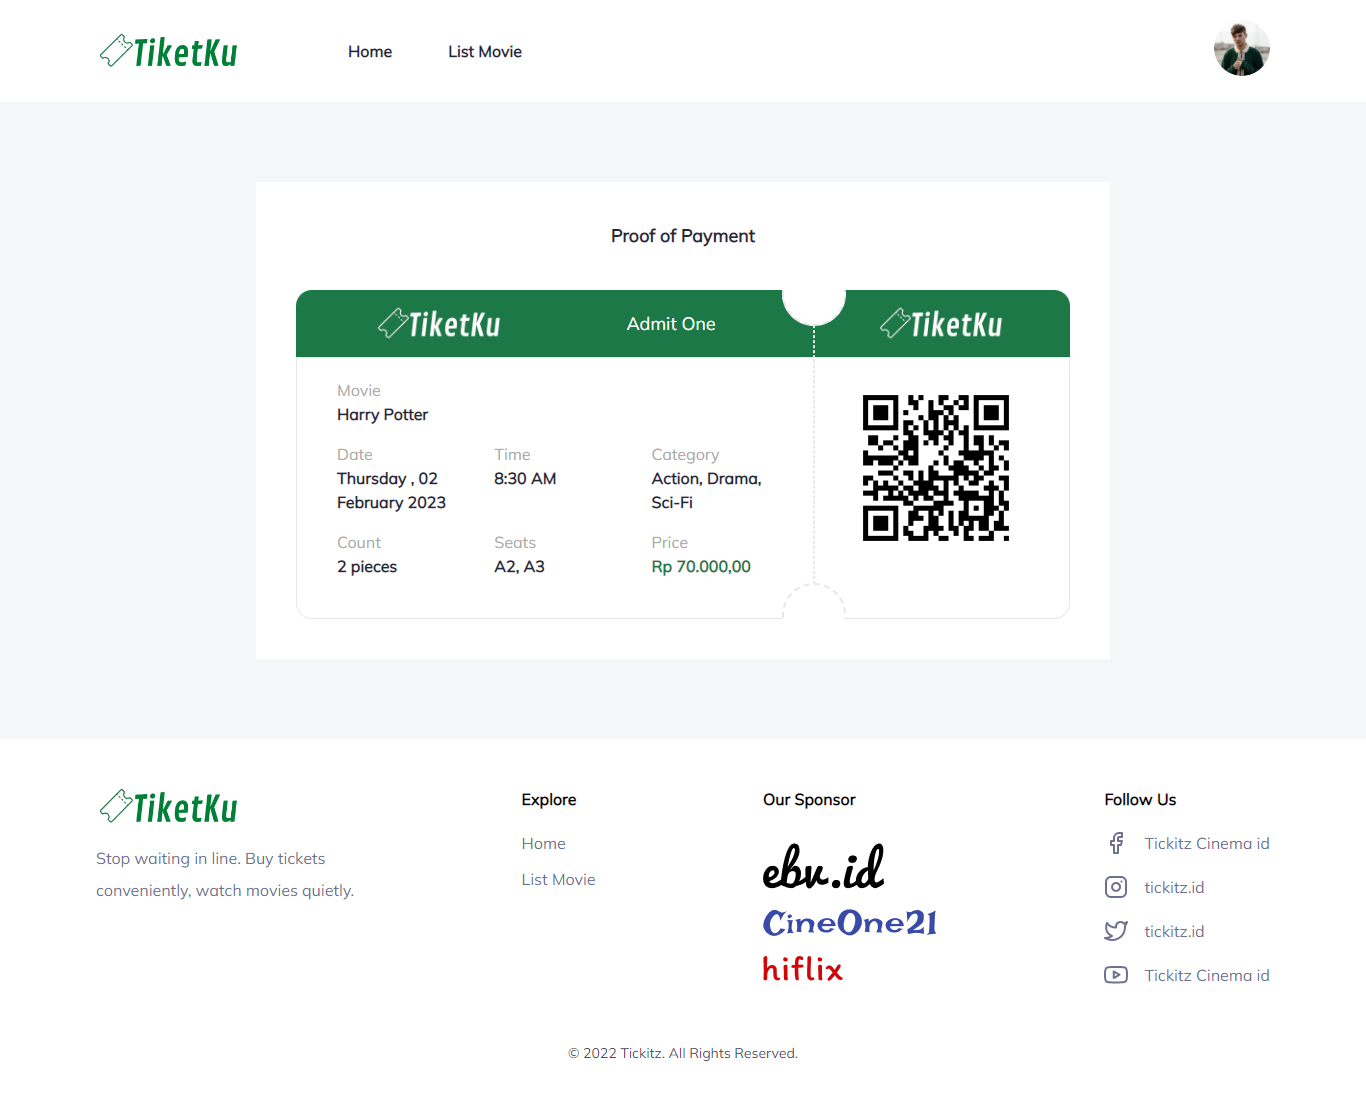 TiketKu
Home
List Movie
Proof of Payment
TiketKu
Admit One
TiketKu
Movie
Harry Potter
Date
Thursday , 02
February 2023
Time
8:30 AM
Category
Action, Drama,
Sci-Fi
Count
2 pieces
Seats
A2, A3
Price
Rp 70.000,00
TiketKu
Stop waiting in line. Buy tickets
conveniently, watch movies quietly.
Explore
Home
List Movie
Our Sponsor
ebv.id
CineOne21
hiflix
Follow Us
Tickitz Cinema id
tickitz.id
tickitz.id
Tickitz Cinema id
© 2022 Tickitz. All Rights Reserved.